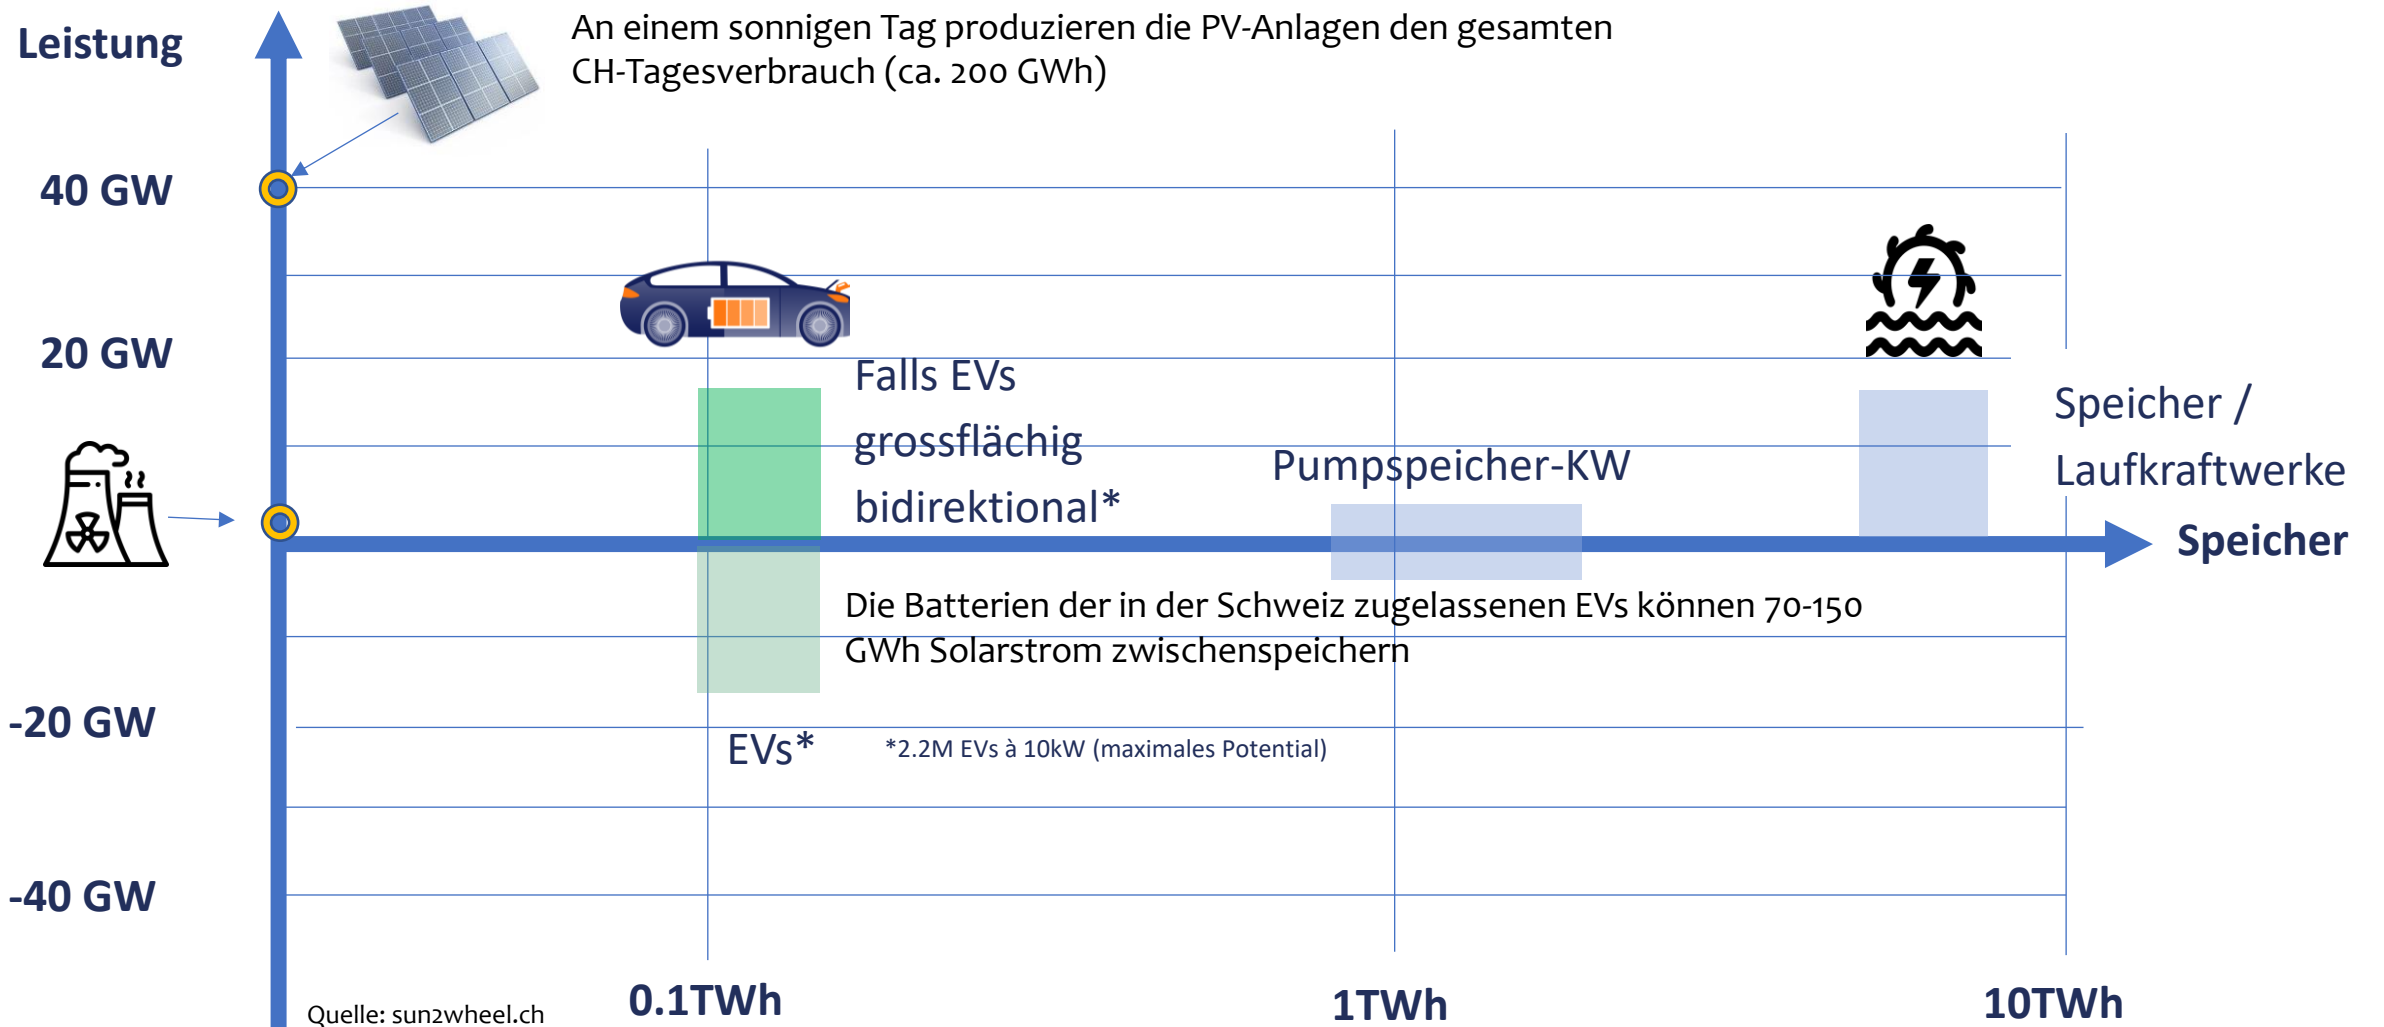 Leistung
An einem sonnigen Tag produzieren die PV-Anlagen den gesamten
CH-Tagesverbrauch (ca. 200 GWh)
40 GW
20 GW
Falls EVs
grossflächig
bidirektional*
Pumpspeicher-KW
Speicher /
Laufkraftwerke
Speicher
Die Batterien der in der Schweiz zugelassenen EVs können 70-150
GWh Solarstrom zwischenspeichern
-20 GW
EVs*
*2.2M EVs à 10kW (maximales Potential)
-40 GW
0.1TWh
1TWh
10TWh
Quelle: sun2wheel.ch